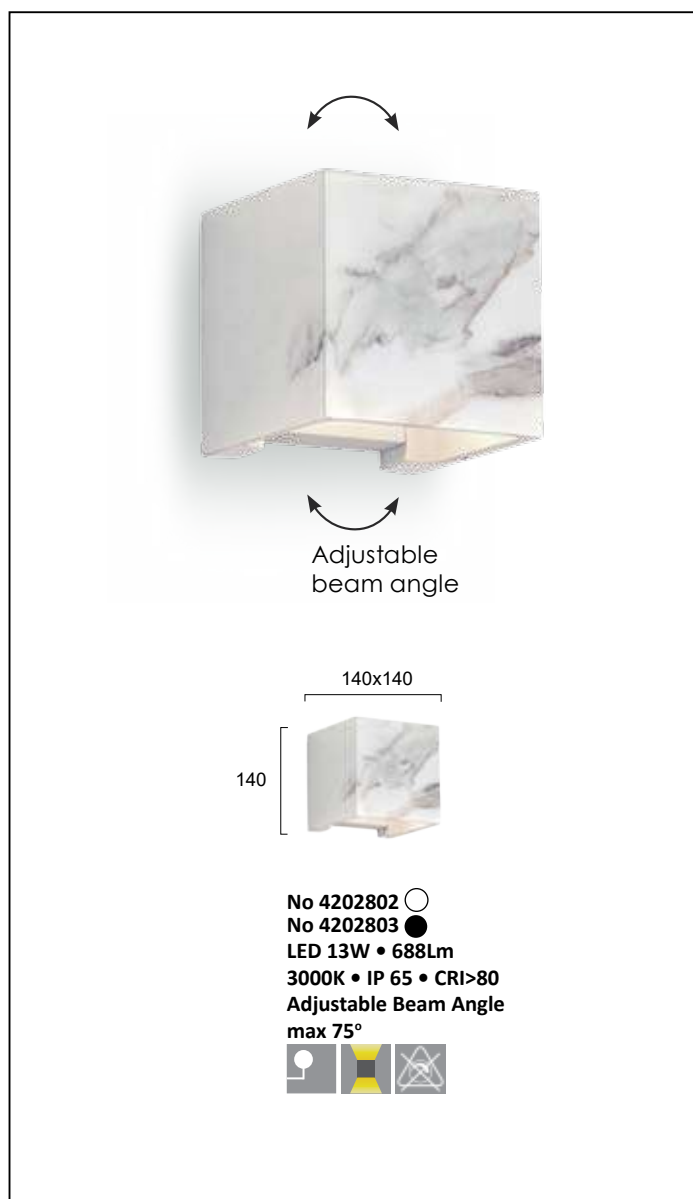 Adjustable
beam angle
140x140
140
No 4202802
No 4202803
LED 13W • 688Lm
3000K • IP 65 • CRI>80
Adjustable Beam Angle
max 75º